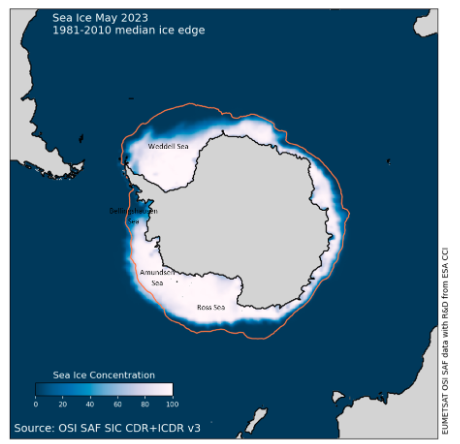 Sea Ice May 2023
1981-2010 median ice edge
Weddell Sea
Bellingshausen
Sea
Amundsen
Sea
Ross Sea
Sea Ice Concentration
0 20 40 60 80 100
Source: OSI SAF SIC CDR+ICDR v3
EUMETSAT OSI SAF data with R&D from ESA CCI